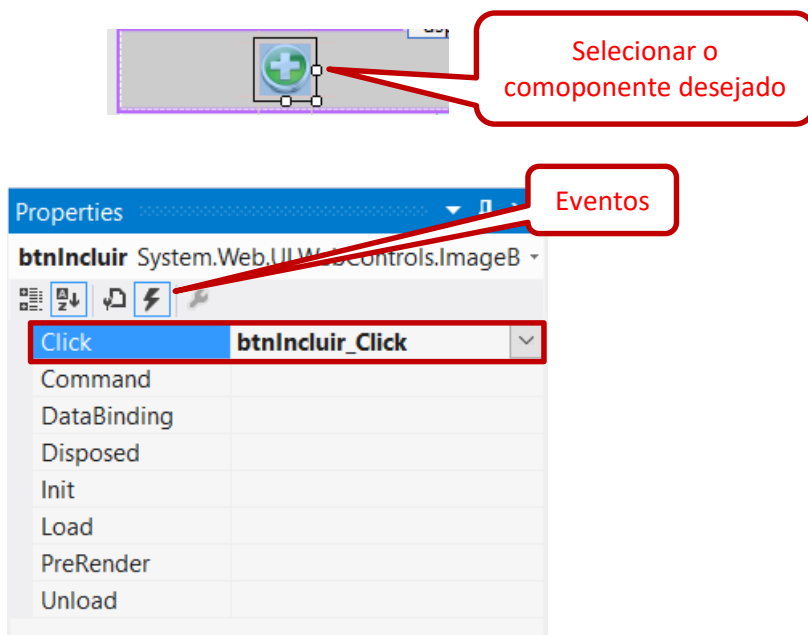 Selecionar o
comoponente desejado
Eventos
Properties
btnIncluir System.Web.UI.WebControls.ImageB
Click btnIncluir_Click
Command
DataBinding
Disposed
Init
Load
PreRender
Unload